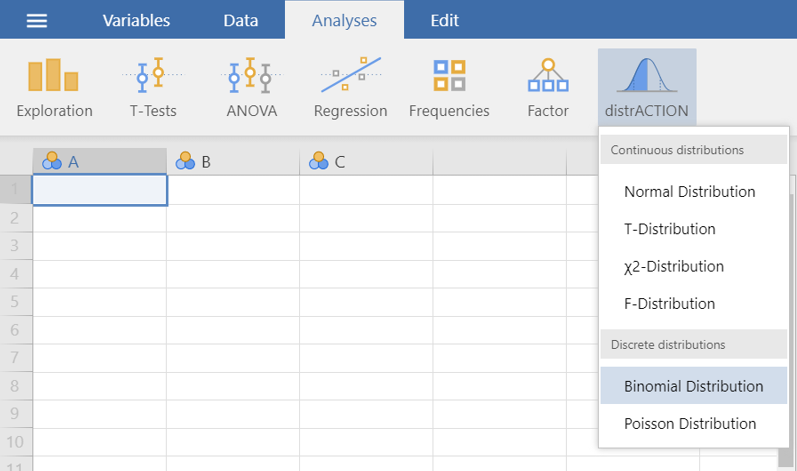 Variables Data Analyses Edit
Exploration T-Tests ANOVA Regression Frequencies Factor distrACTION
Continuous distributions
Normal Distribution
T-Distribution
χ2-Distribution
F-Distribution
Discrete distributions
Binomial Distribution
Poisson Distribution
A B C
1
2
3
4
5
6
7
8
9
10
11